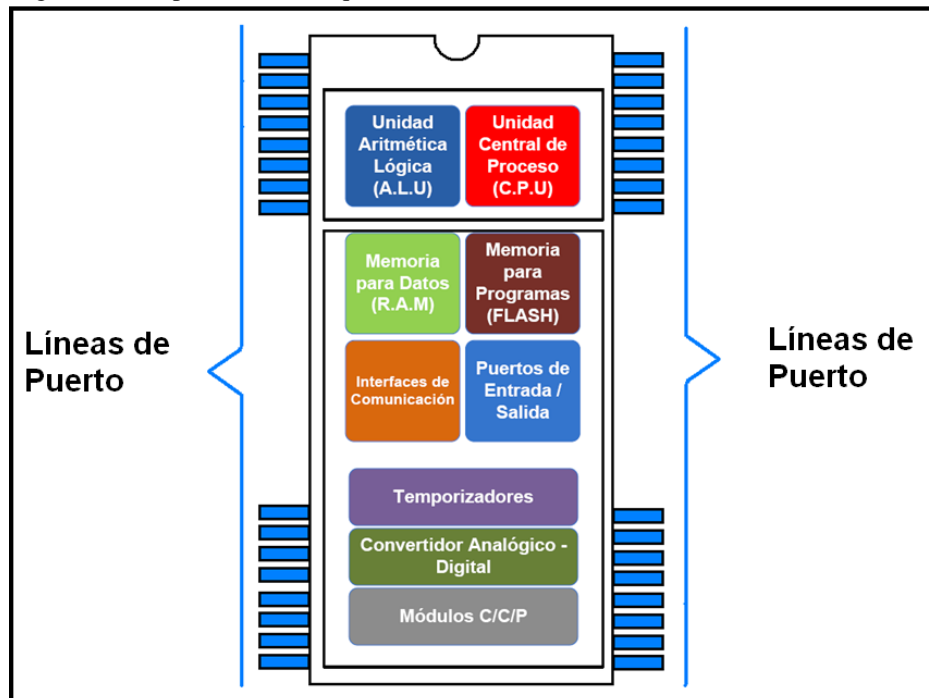 Unidad
Aritmética
Lógica
(A.L.U)
Unidad
Central de
Proceso
(C.P.U)
Memoria
para Datos
(R.A.M)
Memoria
para
Programas
(FLASH)
Líneas de
Puerto
Interfaces de
Comunicación
Puertos de
Entrada /
Salida
Líneas de
Puerto
Temporizadores
Convertidor Analógico -
Digital
Módulos C/C/P